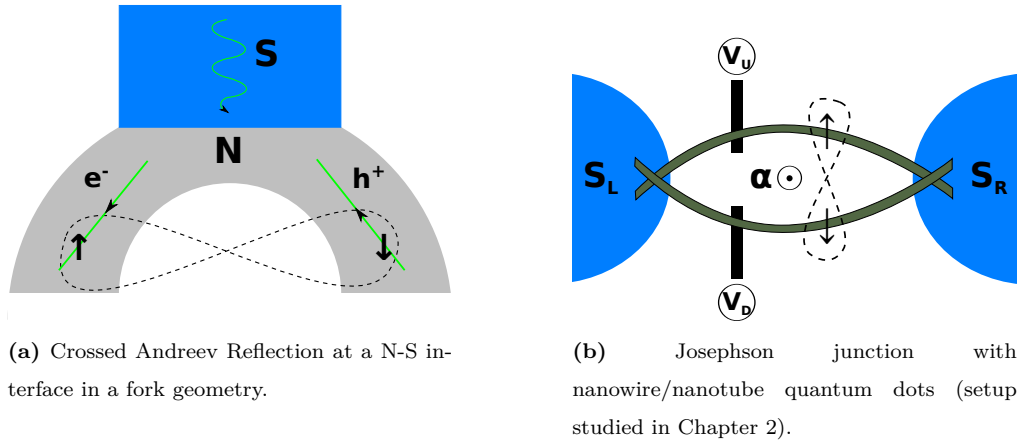 S
N
e⁻
h⁺
↑
↓
(a) Crossed Andreev Reflection at a N-S in-
terface in a fork geometry.
V_U
↑
S_L
α ⊙
S_R
↓
V_D
(b) Josephson junction with
nanowire/nanotube quantum dots (setup
studied in Chapter 2).